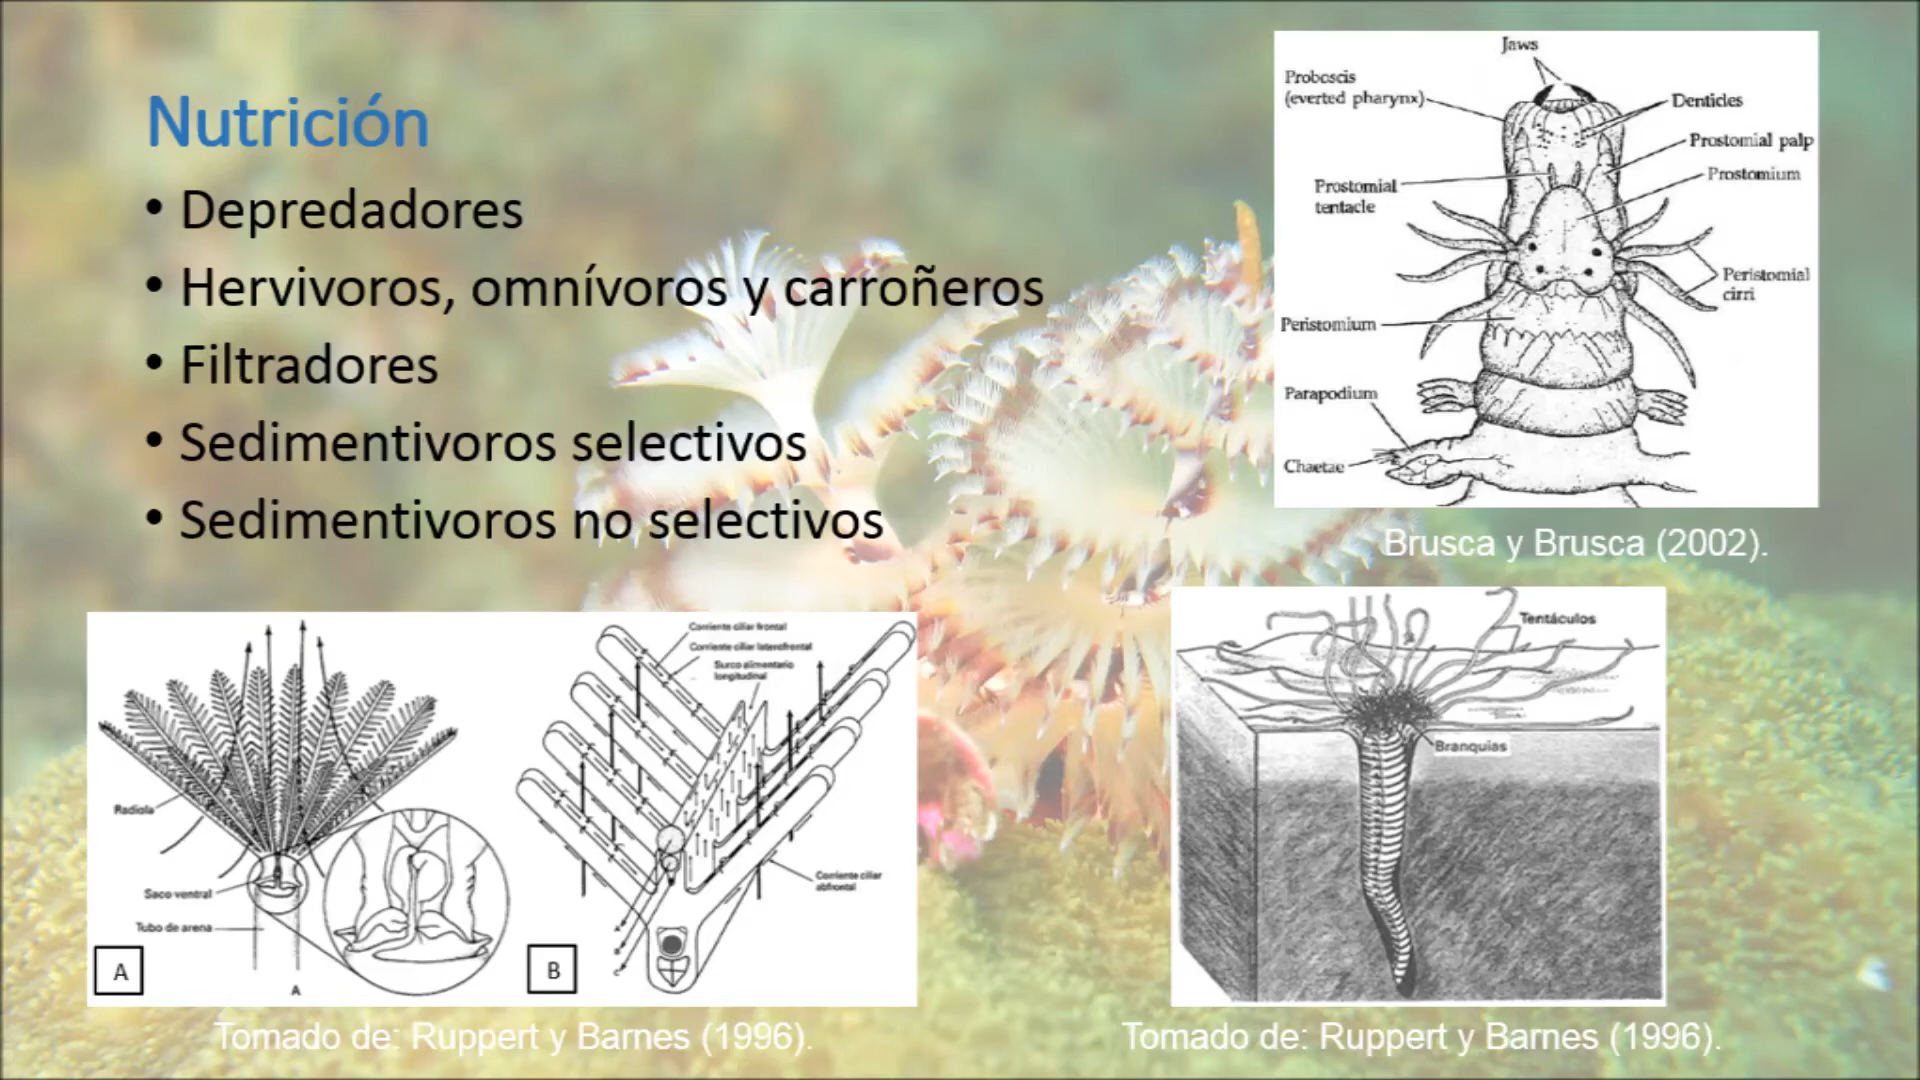 Nutrición
• Depredadores
• Hervivoros, omnívoros y carroñeros
• Filtradores
• Sedimentivoros selectivos
• Sedimentivoros no selectivos
Jaws
Proboscis
(everted pharynx)
Denticles
Prostomial palp
Prostomium
Prostomial
tentacle
Peristomial
cirri
Peristomium
Parapodium
Chaetae
Brusca y Brusca (2002).
Radiola
Saco ventral
Tubo de arena
A
A
Corriente ciliar frontal
Corriente ciliar laterofrontal
Surco alimentario
longitudinal
Corriente ciliar
abfrontal
B
Tomado de: Ruppert y Barnes (1996).
Tentáculos
Branquias
Tomado de: Ruppert y Barnes (1996).